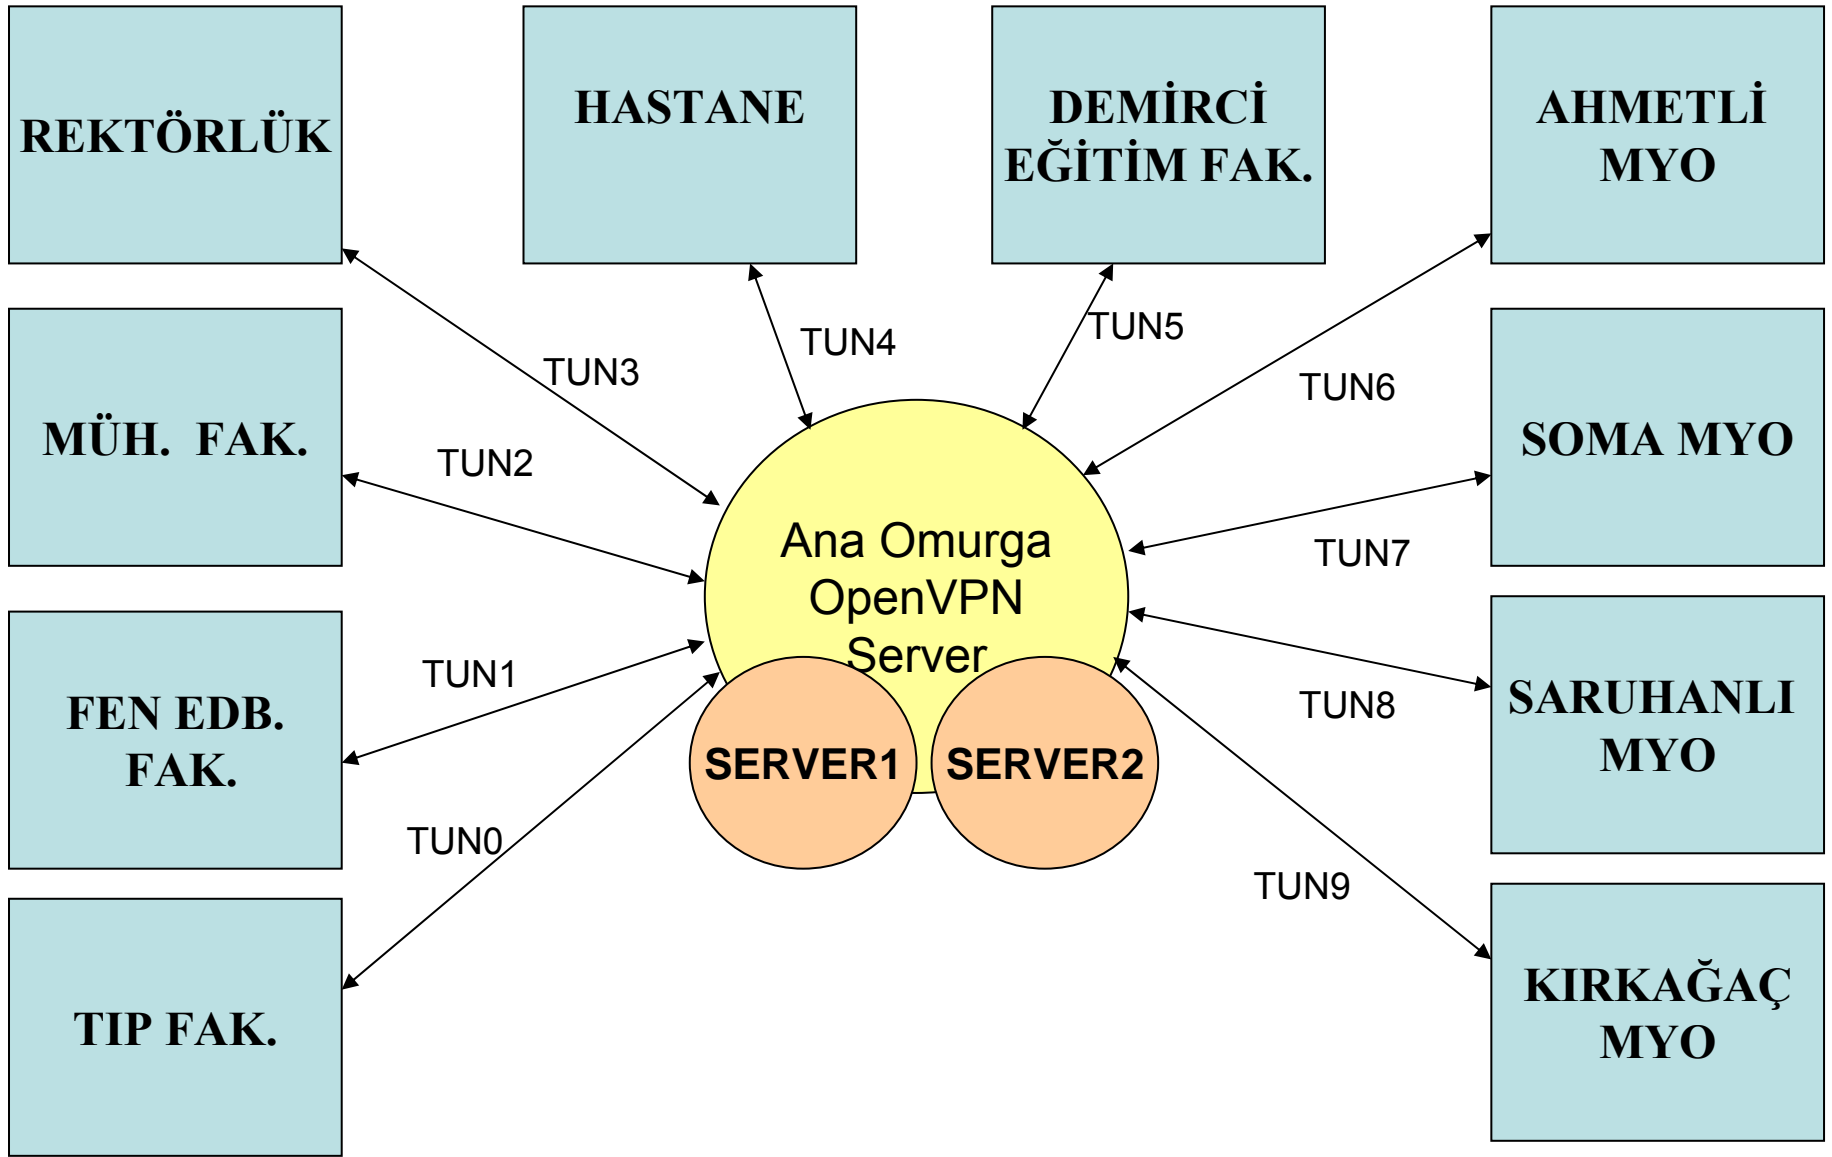 REKTÖRLÜK
HASTANE
DEMİRCİ
EĞİTİM FAK.
AHMETLİ
MYO
TUN3
TUN4
TUN5
TUN6
MÜH. FAK.
TUN2
SOMA MYO
TUN7
Ana Omurga
OpenVPN
Server
SERVER1
SERVER2
FEN EDB.
FAK.
TUN1
SARUHANLI
MYO
TUN8
TUN0
TUN9
TIP FAK.
KIRKAĞAÇ
MYO